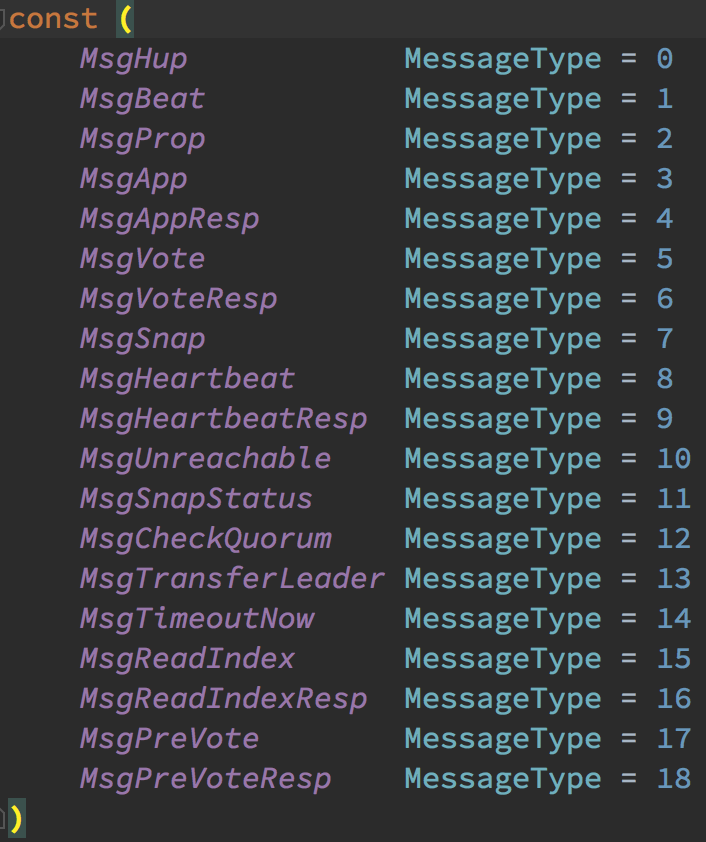 const (
MsgHup MessageType = 0
MsgBeat MessageType = 1
MsgProp MessageType = 2
MsgApp MessageType = 3
MsgAppResp MessageType = 4
MsgVote MessageType = 5
MsgVoteResp MessageType = 6
MsgSnap MessageType = 7
MsgHeartbeat MessageType = 8
MsgHeartbeatResp MessageType = 9
MsgUnreachable MessageType = 10
MsgSnapStatus MessageType = 11
MsgCheckQuorum MessageType = 12
MsgTransferLeader MessageType = 13
MsgTimeoutNow MessageType = 14
MsgReadIndex MessageType = 15
MsgReadIndexResp MessageType = 16
MsgPreVote MessageType = 17
MsgPreVoteResp MessageType = 18
)